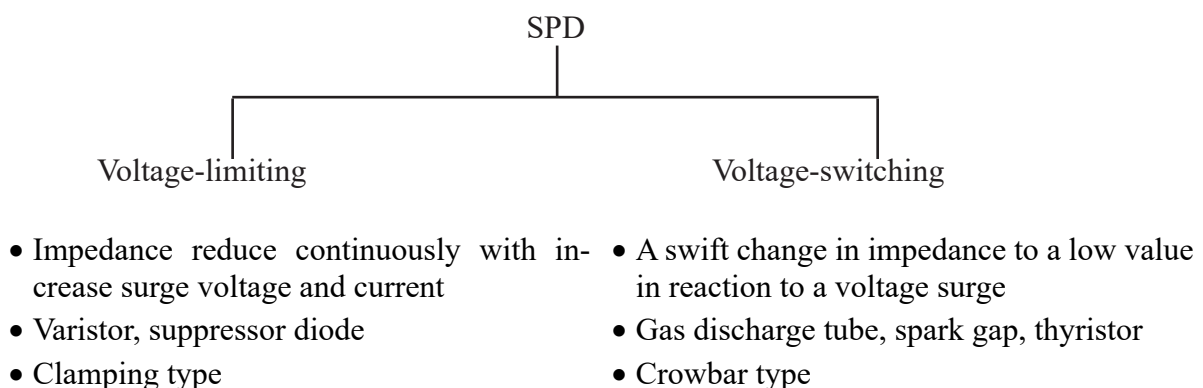 SPD
Voltage-limiting
Voltage-switching
• Impedance reduce continuously with in-
crease surge voltage and current
• Varistor, suppressor diode
• Clamping type
• A swift change in impedance to a low value
in reaction to a voltage surge
• Gas discharge tube, spark gap, thyristor
• Crowbar type